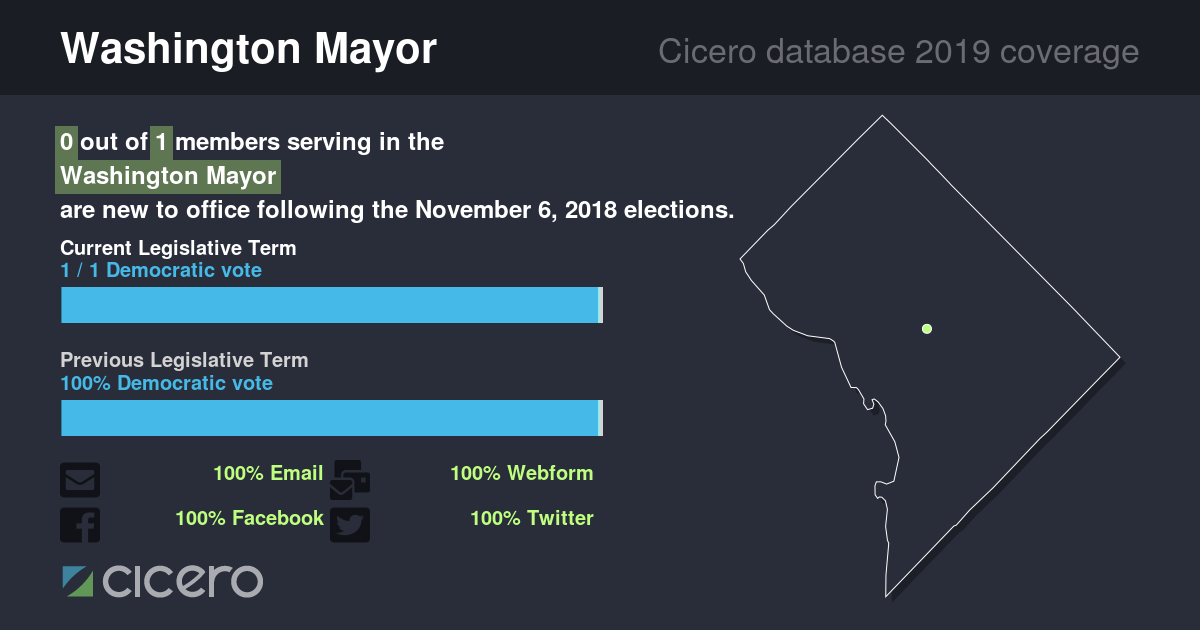 Washington Mayor
Cicero database 2019 coverage
0 out of 1 members serving in the
Washington Mayor
are new to office following the November 6, 2018 elections.
Current Legislative Term
1 / 1 Democratic vote
Previous Legislative Term
100% Democratic vote
100% Email
100% Webform
100% Facebook
100% Twitter
cicero